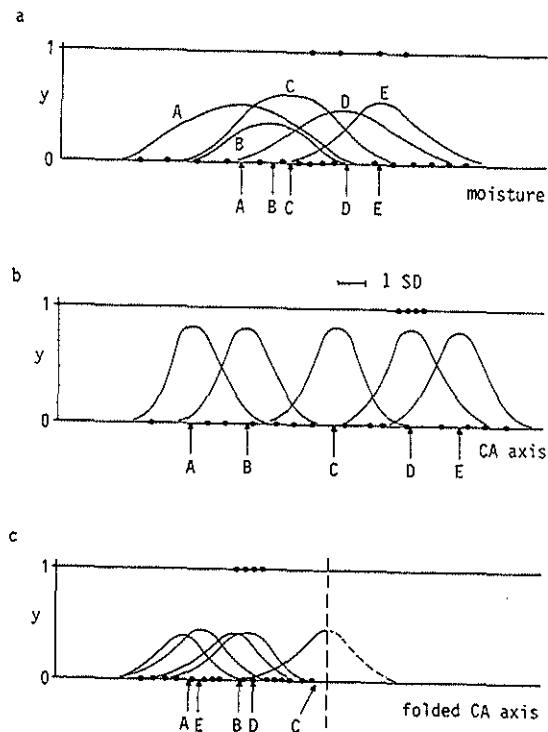 a
1
y
0
A
B
C
D
E
A B C D E
moisture
1 SD
b
1
y
0
A B C D E
CA axis
c
1
y
0
A E B D C
folded CA axis